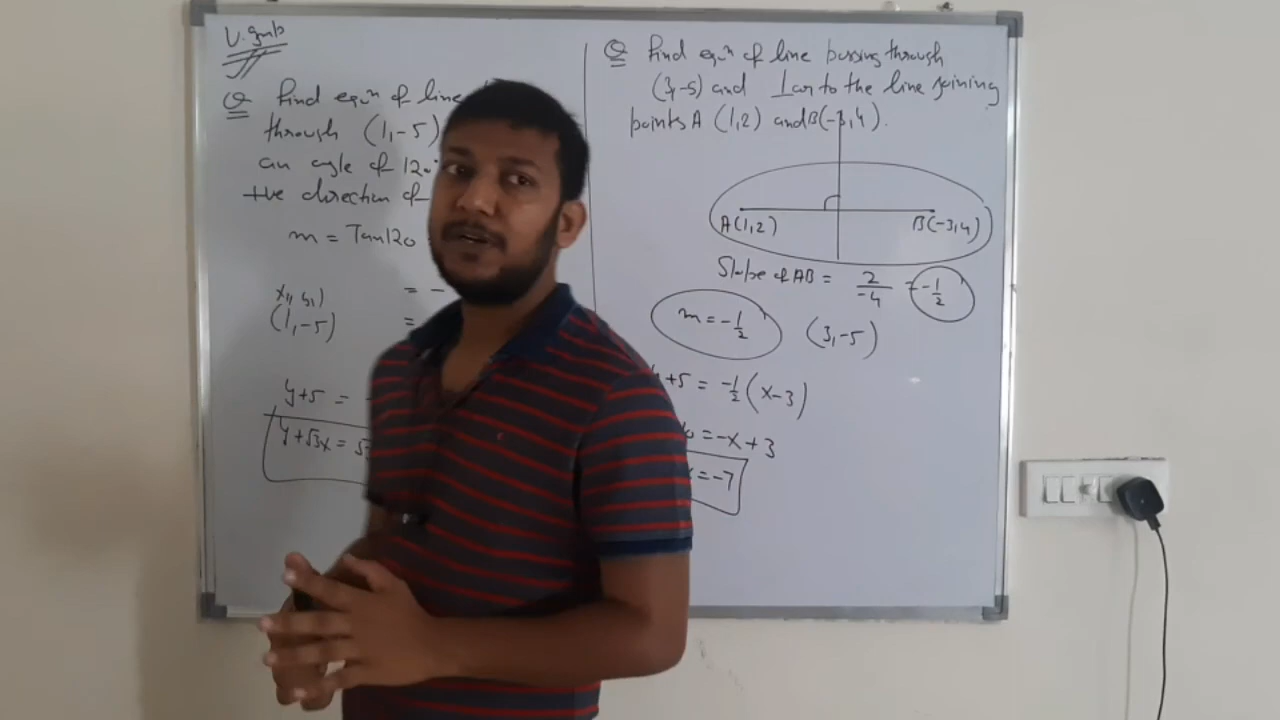 V. Imp
Q Find eqⁿ of line
through (1,-5)
an angle of 120°
+ve direction of
m = Tan120
= -
x₁, y₁)
(1,-5) =
y+5 = -
y+√3x = √3
Q Find eqⁿ of line passing through
(3,-5) and ⊥ar to the line joining
points A (1,2) and B(-3,4).
A(1,2) B(-3,4)
Slope of AB = 2/-4 = -1/2
m = -1/2 (3,-5)
+5 = -1/2 (x-3)
= -x+3
= -7